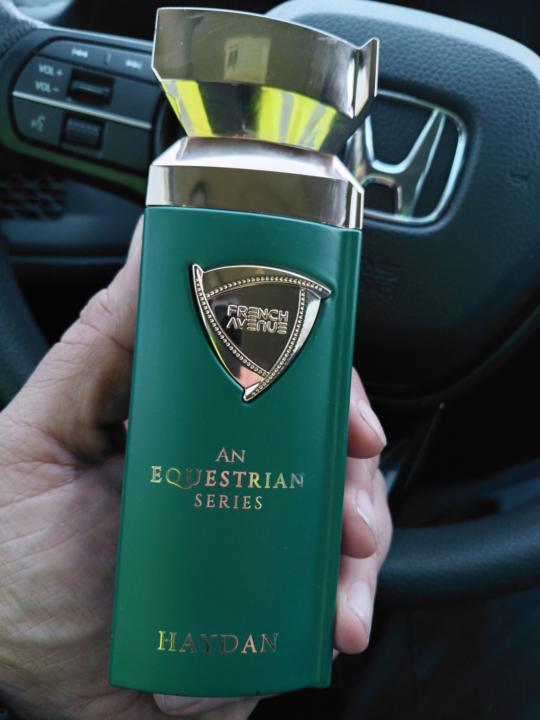 VOL +
VOL –
FRENCH
AVENUE
AN
EQUESTRIAN
SERIES
HAYDAN